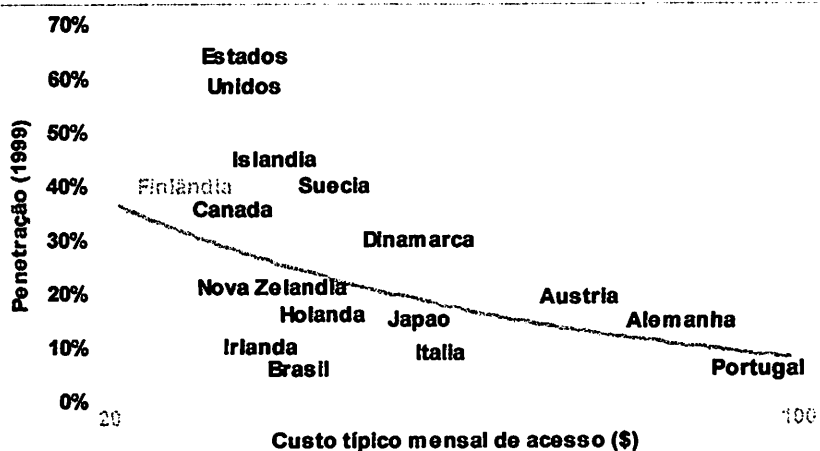 70%
Estados
60%
Unidos
50%
Penetração (1999)
Islandia
40%
Finlândia
Suecia
Canada
30%
Dinamarca
20%
Nova Zelandia
Austria
Holanda
Japao
Alemanha
10%
Irlanda
Italia
Brasil
Portugal
0%
20
100
Custo típico mensal de acesso ($)